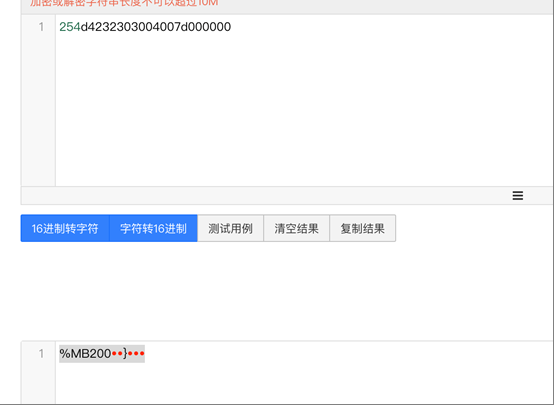 加密或解密字符串长度不可以超过10M
1
254d4232303004007d000000
16进制转字符 字符转16进制 测试用例 清空结果 复制结果
1
%MB200••}•••